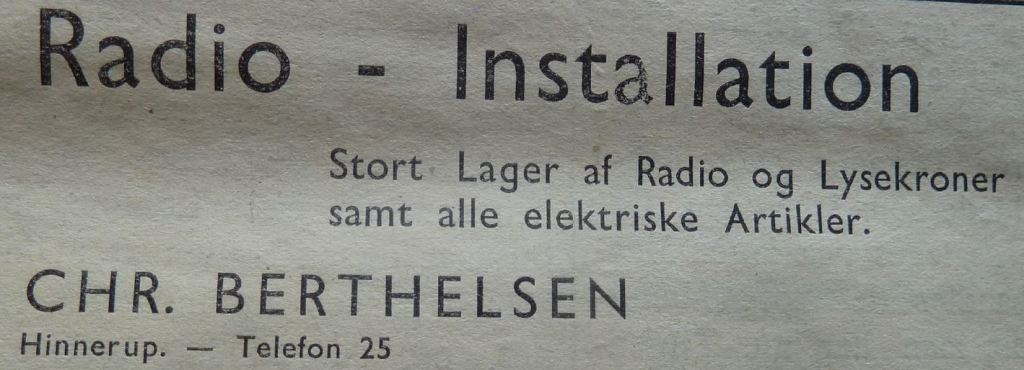 Radio - Installation
Stort Lager af Radio og Lysekroner
samt alle elektriske Artikler.
CHR. BERTHELSEN
Hinnerup. — Telefon 25